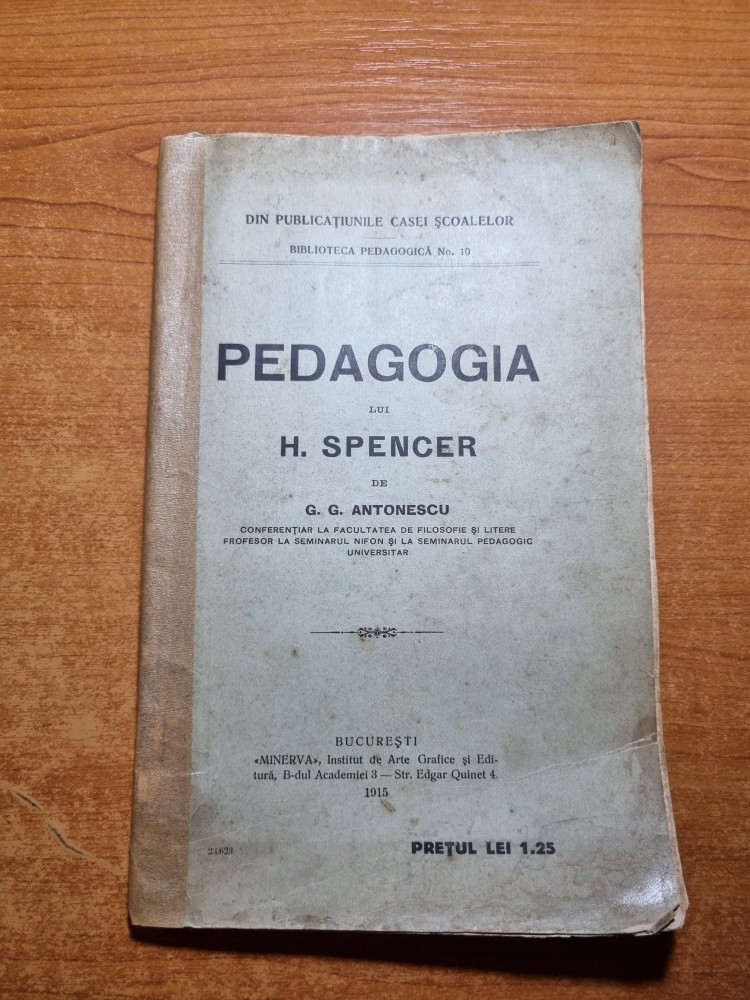 DIN PUBLICAȚIUNILE CASEI ȘCOALELOR
BIBLIOTECA PEDAGOGICĂ No. 10
PEDAGOGIA
LUI
H. SPENCER
DE
G. G. ANTONESCU
CONFERENȚIAR LA FACULTATEA DE FILOSOFIE ȘI LITERE
PROFESOR LA SEMINARUL NIFON ȘI LA SEMINARUL PEDAGOGIC
UNIVERSITAR
BUCUREȘTI
«MINERVA», Institut de Arte Grafice și Edi-
tură, B-dul Academiei 3 — Str. Edgar Quinet 4.
1915
23.623
PREȚUL LEI 1.25